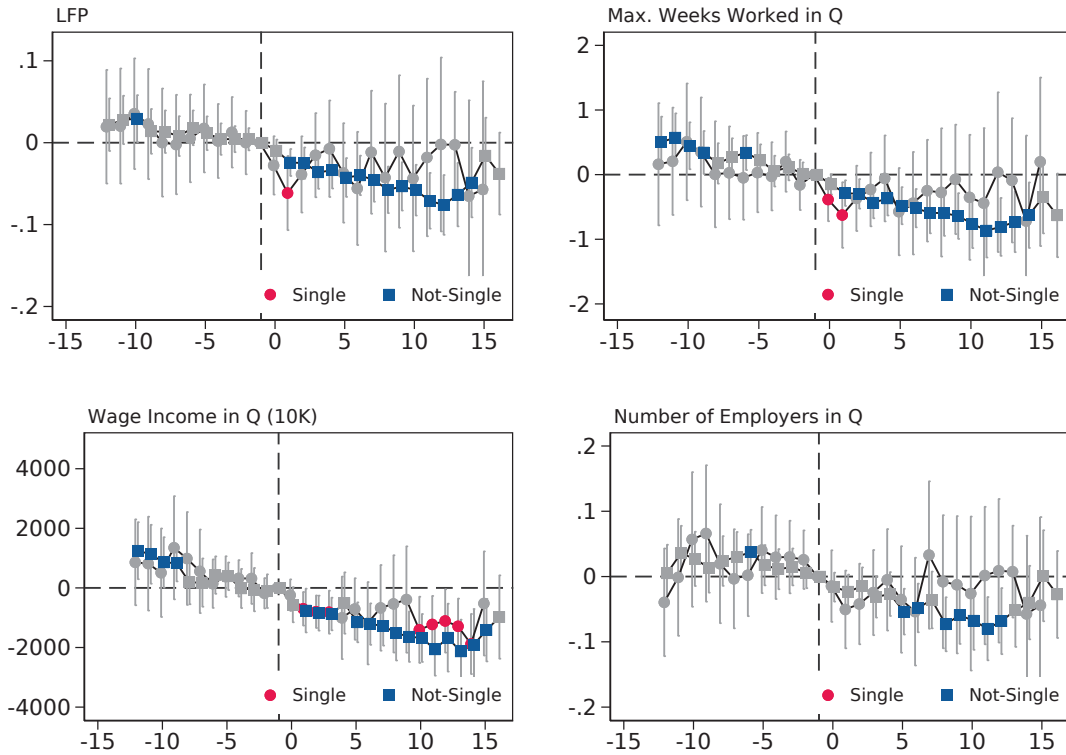 LFP
.1
0
-.1
-.2
-15 -10 -5 0 5 10 15
Single Not-Single
Max. Weeks Worked in Q
2
1
0
-1
-2
-15 -10 -5 0 5 10 15
Single Not-Single
Wage Income in Q (10K)
4000
2000
0
-2000
-4000
-15 -10 -5 0 5 10 15
Single Not-Single
Number of Employers in Q
.2
.1
0
-.1
-.2
-15 -10 -5 0 5 10 15
Single Not-Single